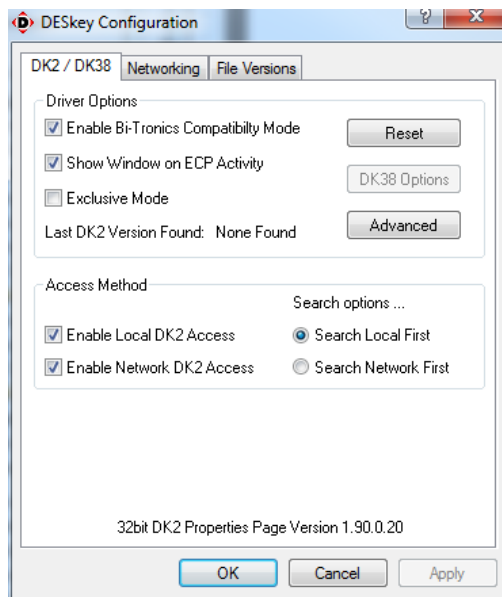 DESkey Configuration
DK2 / DK38
Networking
File Versions
Driver Options
Enable Bi-Tronics Compatibilty Mode
Reset
Show Window on ECP Activity
DK38 Options
Exclusive Mode
Last DK2 Version Found: None Found
Advanced
Access Method
Search options ...
Enable Local DK2 Access
Search Local First
Enable Network DK2 Access
Search Network First
32bit DK2 Properties Page Version 1.90.0.20
OK
Cancel
Apply